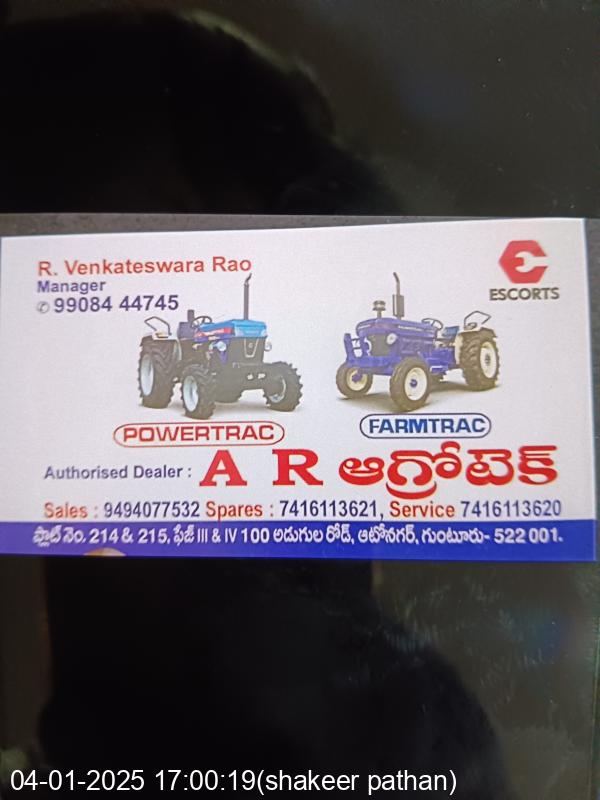 R. Venkateswara Rao
Manager
✆ 99084 44745
ESCORTS
POWERTRAC
FARMTRAC
Authorised Dealer : A R ఆగ్రోటెక్
Sales : 9494077532 Spares : 7416113621, Service 7416113620
ప్లాట్ నెం. 214 & 215, ఫేజ్ III & IV 100 అడుగుల రోడ్, ఆటోనగర్, గుంటూరు- 522 001.
04-01-2025 17:00:19(shakeer pathan)